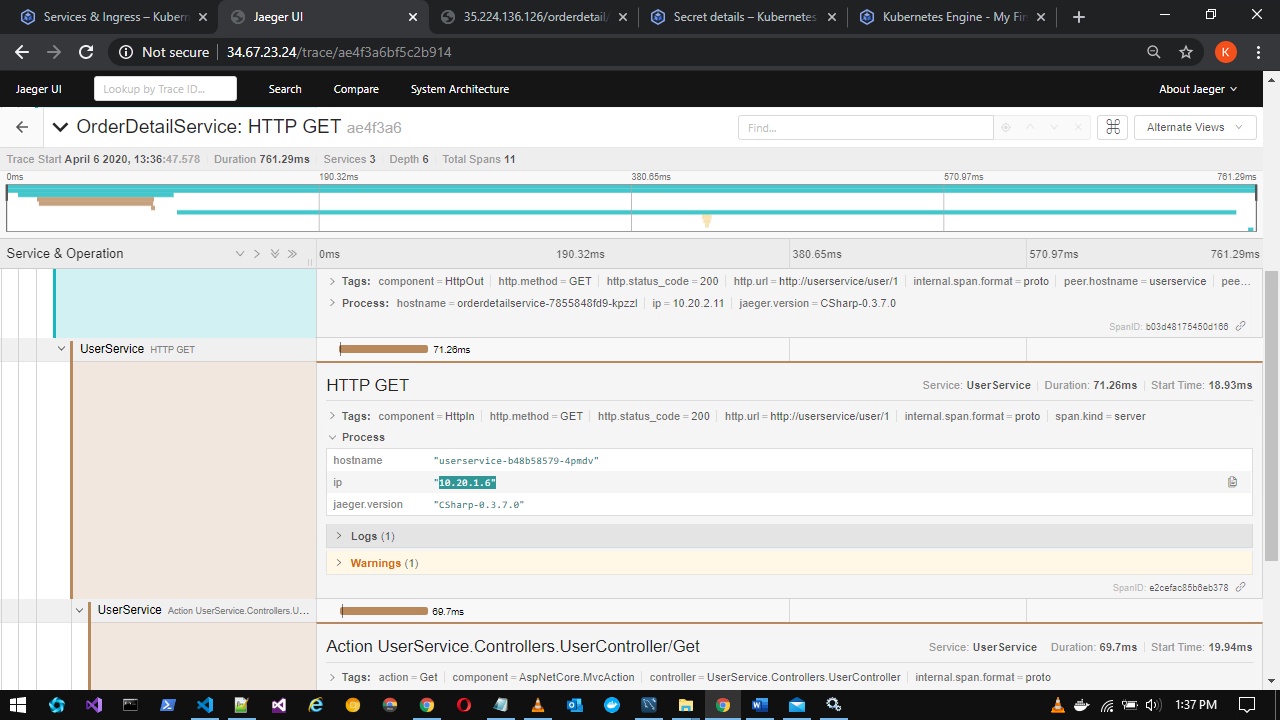 Services & Ingress – Kubern
Jaeger UI
35.224.136.126/orderdetail/
Secret details – Kubernetes
Kubernetes Engine - My Fir
Not secure
34.67.23.24/trace/ae4f3a6bf5c2b914
K
Jaeger UI
Lookup by Trace ID...
Search
Compare
System Architecture
About Jaeger
OrderDetailService: HTTP GET ae4f3a6
Find...
Alternate Views
Trace Start April 6 2020, 13:36:47.578 Duration 761.29ms Services 3 Depth 6 Total Spans 11
0ms 190.32ms 380.65ms 570.97ms 761.29ms
Service & Operation
0ms 190.32ms 380.65ms 570.97ms 761.29ms
Tags: component = HttpOut http.method = GET http.status_code = 200 http.url = http://userservice/user/1 internal.span.format = proto peer.hostname = userservice pee...
Process: hostname = orderdetailservice-7855848fd9-kpzzl ip = 10.20.2.11 jaeger.version = CSharp-0.3.7.0
SpanID: b03d48175450d166
UserService HTTP GET
71.26ms
HTTP GET
Service: UserService Duration: 71.26ms Start Time: 18.93ms
Tags: component = HttpIn http.method = GET http.status_code = 200 http.url = http://userservice/user/1 internal.span.format = proto span.kind = server
Process
hostname "userservice-b48b58579-4pmdv"
ip "10.20.1.6"
jaeger.version "CSharp-0.3.7.0"
Logs (1)
Warnings (1)
SpanID: e2cefac85b6eb378
UserService Action UserService.Controllers.U...
69.7ms
Action UserService.Controllers.UserController/Get
Service: UserService Duration: 69.7ms Start Time: 19.94ms
Tags: action = Get component = AspNetCore.MvcAction controller = UserService.Controllers.UserController internal.span.format = proto
1:37 PM